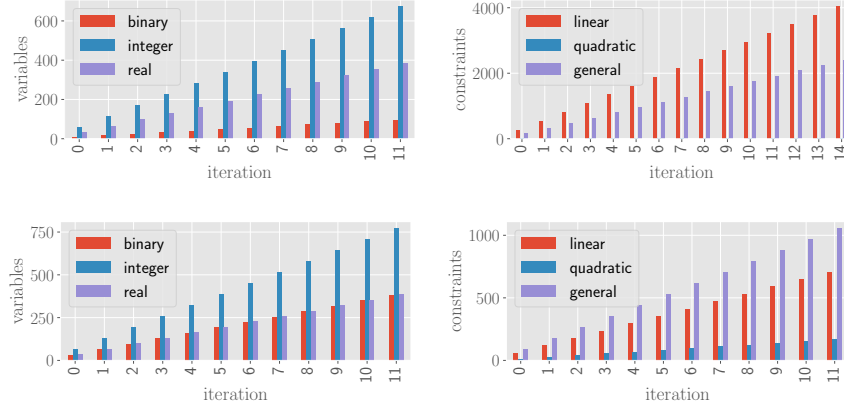 variables
600
400
200
0
binary
integer
real
0 1 2 3 4 5 6 7 8 9 10 11
iteration
constraints
4000
2000
0
linear
quadratic
general
0 1 2 3 4 5 6 7 8 9 10 11 12 13 14
iteration
variables
750
500
250
0
binary
integer
real
0 1 2 3 4 5 6 7 8 9 10 11
iteration
constraints
1000
500
0
linear
quadratic
general
0 1 2 3 4 5 6 7 8 9 10 11
iteration